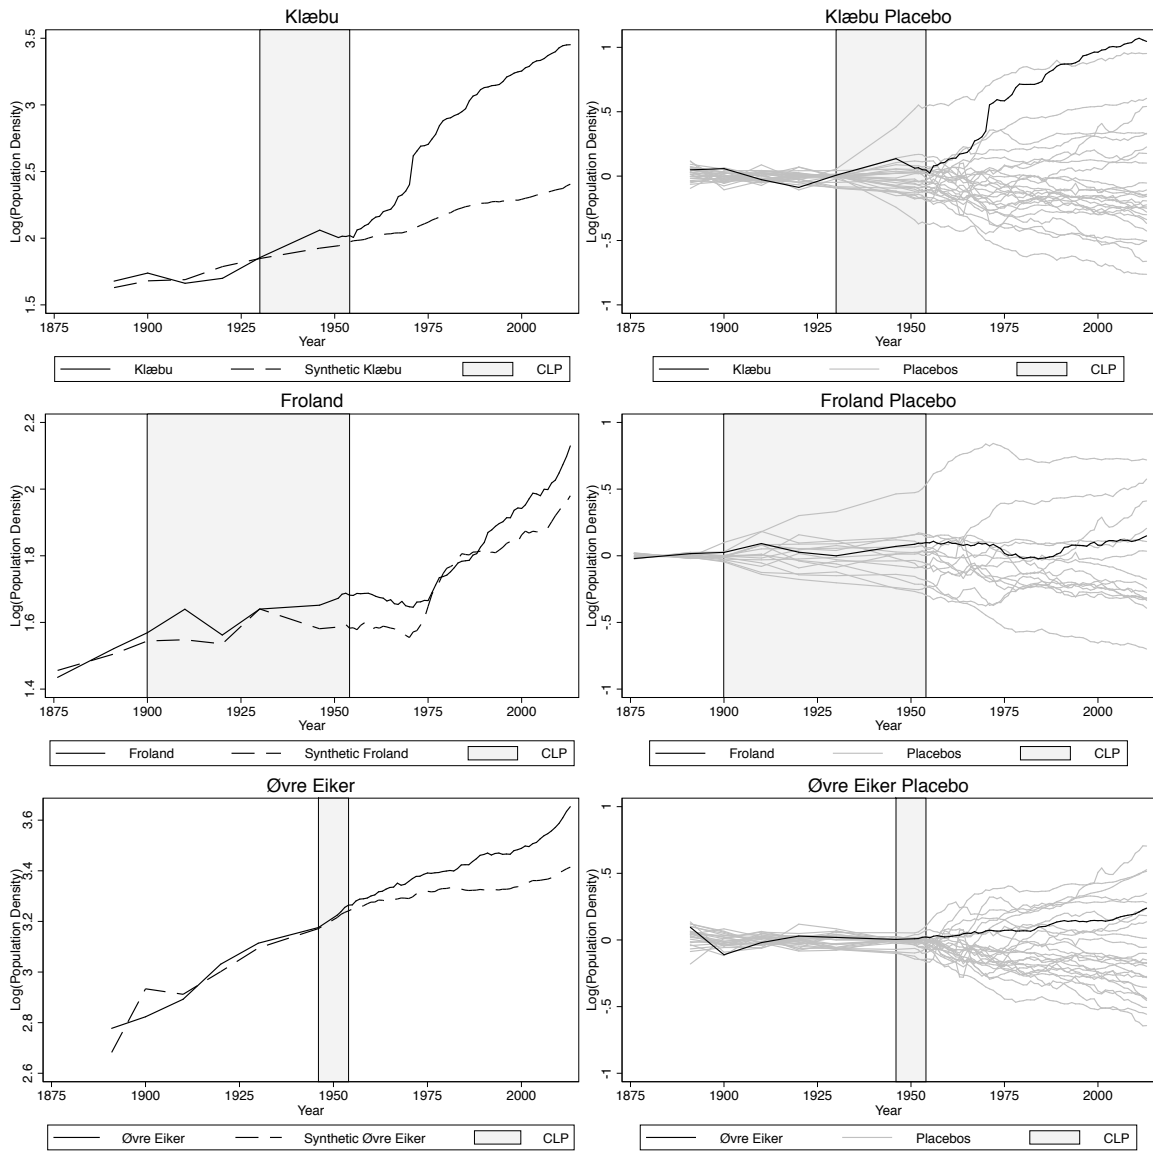 Klæbu
Log(Population Density)
3.5
3
2.5
2
1.5
1875 1900 1925 1950 1975 2000
Year
Klæbu Synthetic Klæbu CLP
Klæbu Placebo
Log(Population Density)
1
.5
0
-.5
-1
1875 1900 1925 1950 1975 2000
Year
Klæbu Placebos CLP
Froland
Log(Population Density)
2.2
2
1.8
1.6
1.4
1875 1900 1925 1950 1975 2000
Year
Froland Synthetic Froland CLP
Froland Placebo
Log(Population Density)
1
.5
0
-.5
-1
1875 1900 1925 1950 1975 2000
Year
Froland Placebos CLP
Øvre Eiker
Log(Population Density)
3.6
3.4
3.2
3
2.8
2.6
1875 1900 1925 1950 1975 2000
Year
Øvre Eiker Synthetic Øvre Eiker CLP
Øvre Eiker Placebo
Log(Population Density)
1
.5
0
-.5
-1
1875 1900 1925 1950 1975 2000
Year
Øvre Eiker Placebos CLP